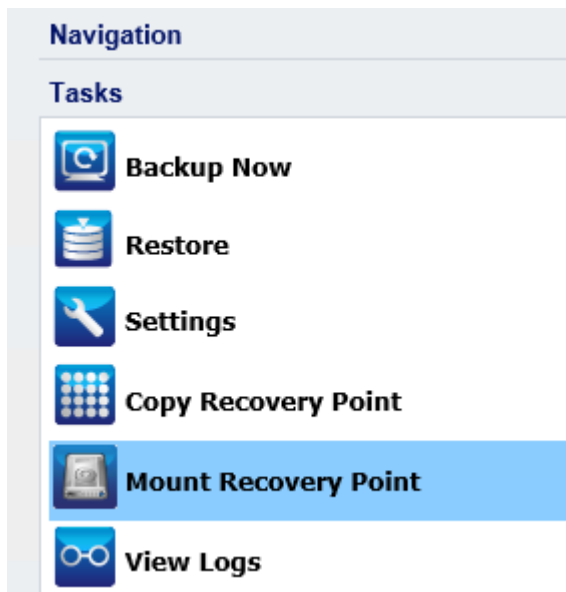 Navigation
Tasks
Backup Now
Restore
Settings
Copy Recovery Point
Mount Recovery Point
View Logs